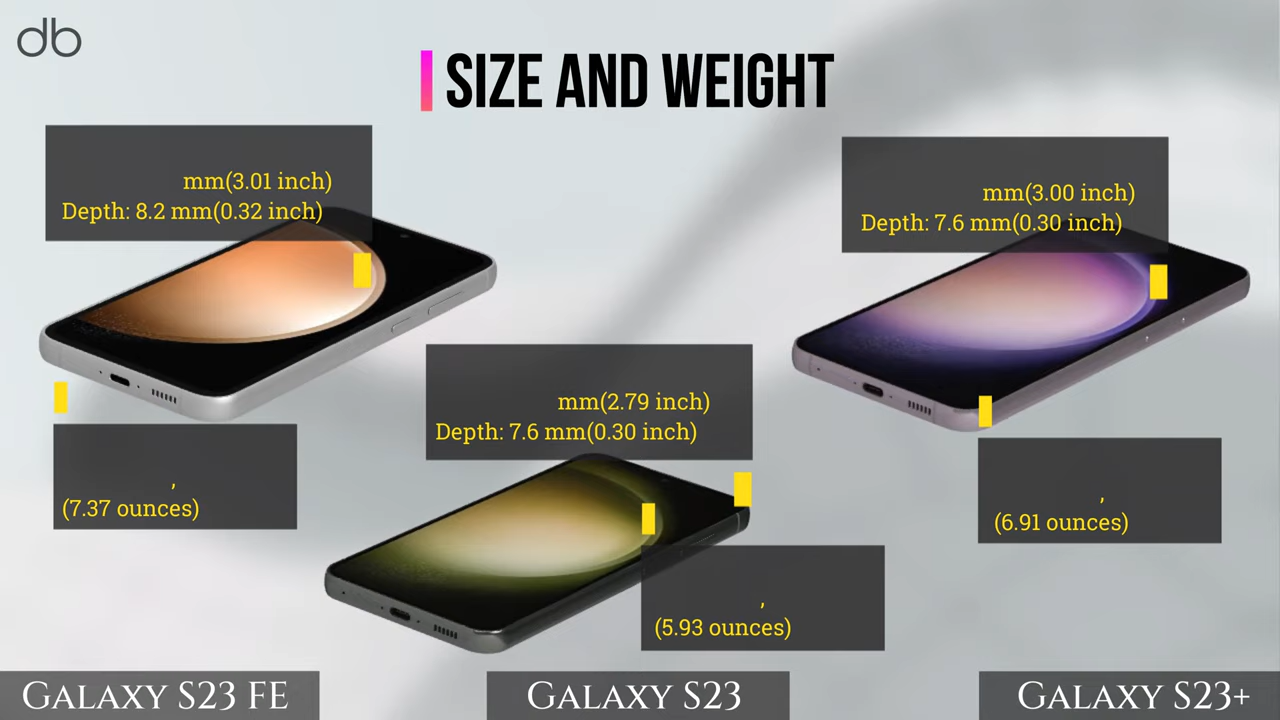 db
SIZE AND WEIGHT
mm(3.01 inch)
Depth: 8.2 mm(0.32 inch)
,
(7.37 ounces)
mm(2.79 inch)
Depth: 7.6 mm(0.30 inch)
,
(5.93 ounces)
mm(3.00 inch)
Depth: 7.6 mm(0.30 inch)
,
(6.91 ounces)
GALAXY S23 FE
GALAXY S23
GALAXY S23+